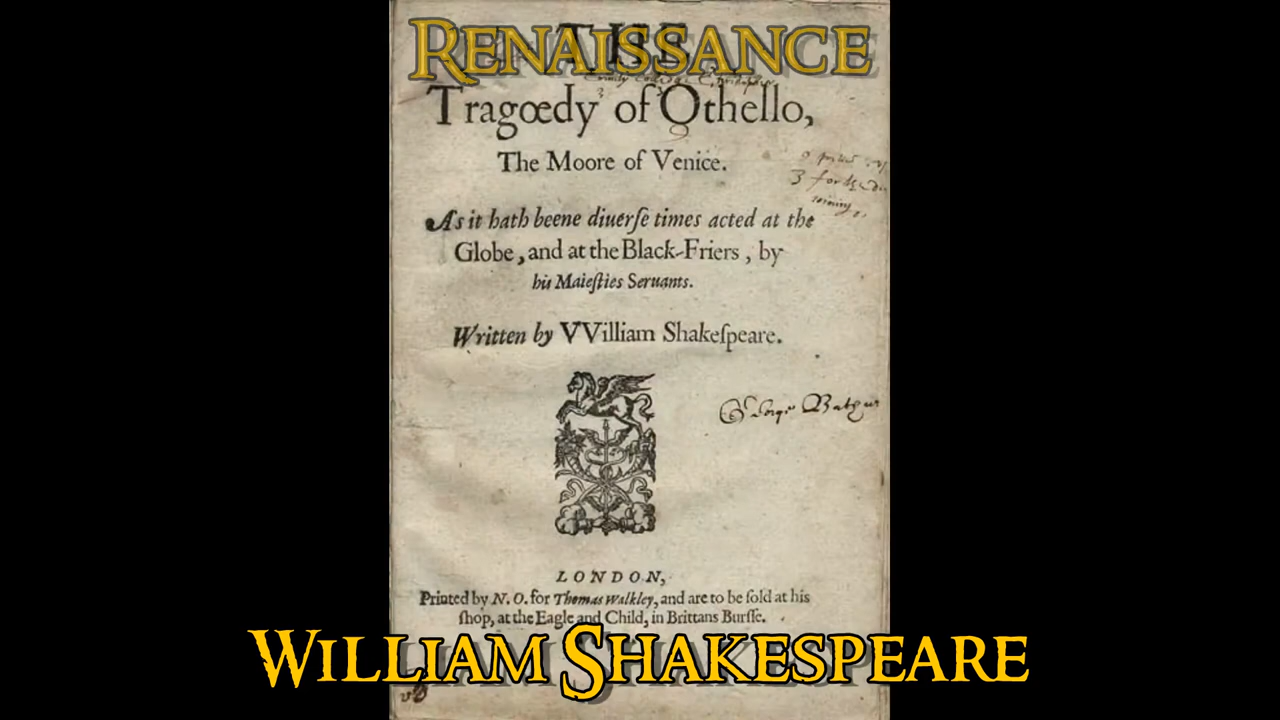 RENAISSANCE
THE
Tragœdy of Othello,
The Moore of Venice.
As it hath beene diuerſe times acted at the
Globe, and at the Black-Friers, by
his Maieſties Seruants.
Written by VVilliam Shakeſpeare.
LONDON,
Printed by N. O. for Thomas Walkley, and are to be ſold at his
ſhop, at the Eagle and Child, in Brittans Burſſe.
WILLIAM SHAKESPEARE